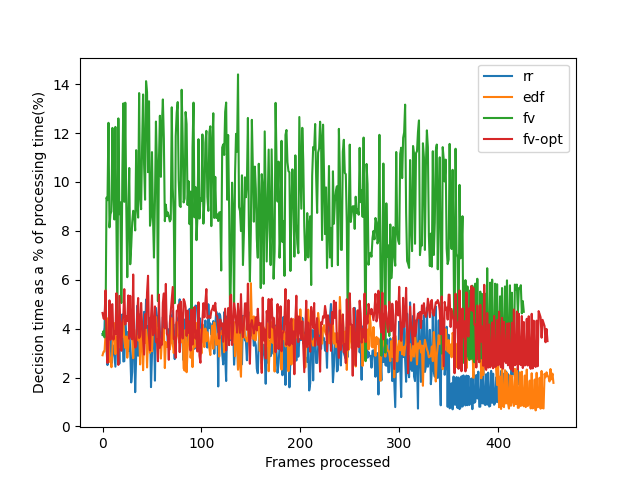 rr
edf
fv
fv-opt
14
12
10
8
6
4
2
0
Decision time as a % of processing time(%)
0 100 200 300 400
Frames processed